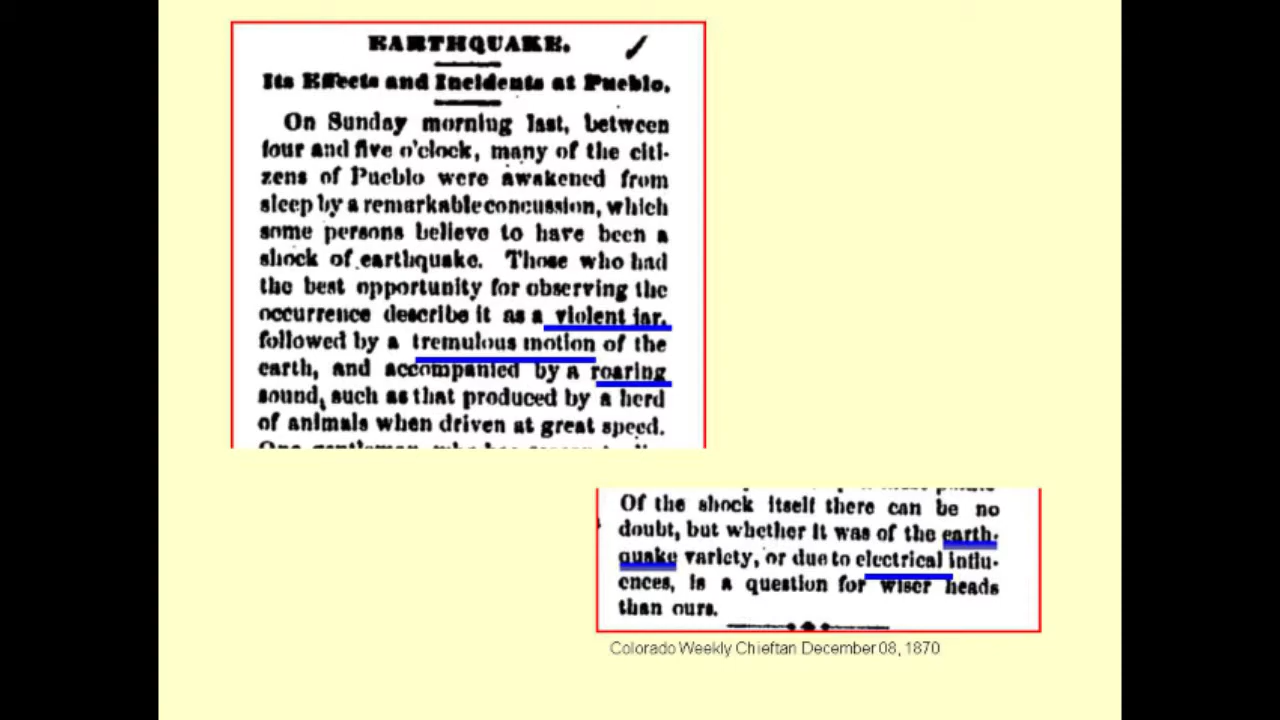 EARTHQUAKE.
Its Effects and Incidents at Pueblo.
On Sunday morning last, between
four and five o'clock, many of the citi-
zens of Pueblo were awakened from
sleep by a remarkable concussion, which
some persons believe to have been a
shock of earthquake. Those who had
the best opportunity for observing the
occurrence describe it as a violent jar,
followed by a tremulous motion of the
earth, and accompanied by a roaring
sound, such as that produced by a herd
of animals when driven at great speed.
One gentleman, who has
Of the shock itself there can be no
doubt, but whether it was of the earth-
quake variety, or due to electrical influ-
ences, is a question for wiser heads
than ours.
Colorado Weekly Chieftan December 08, 1870